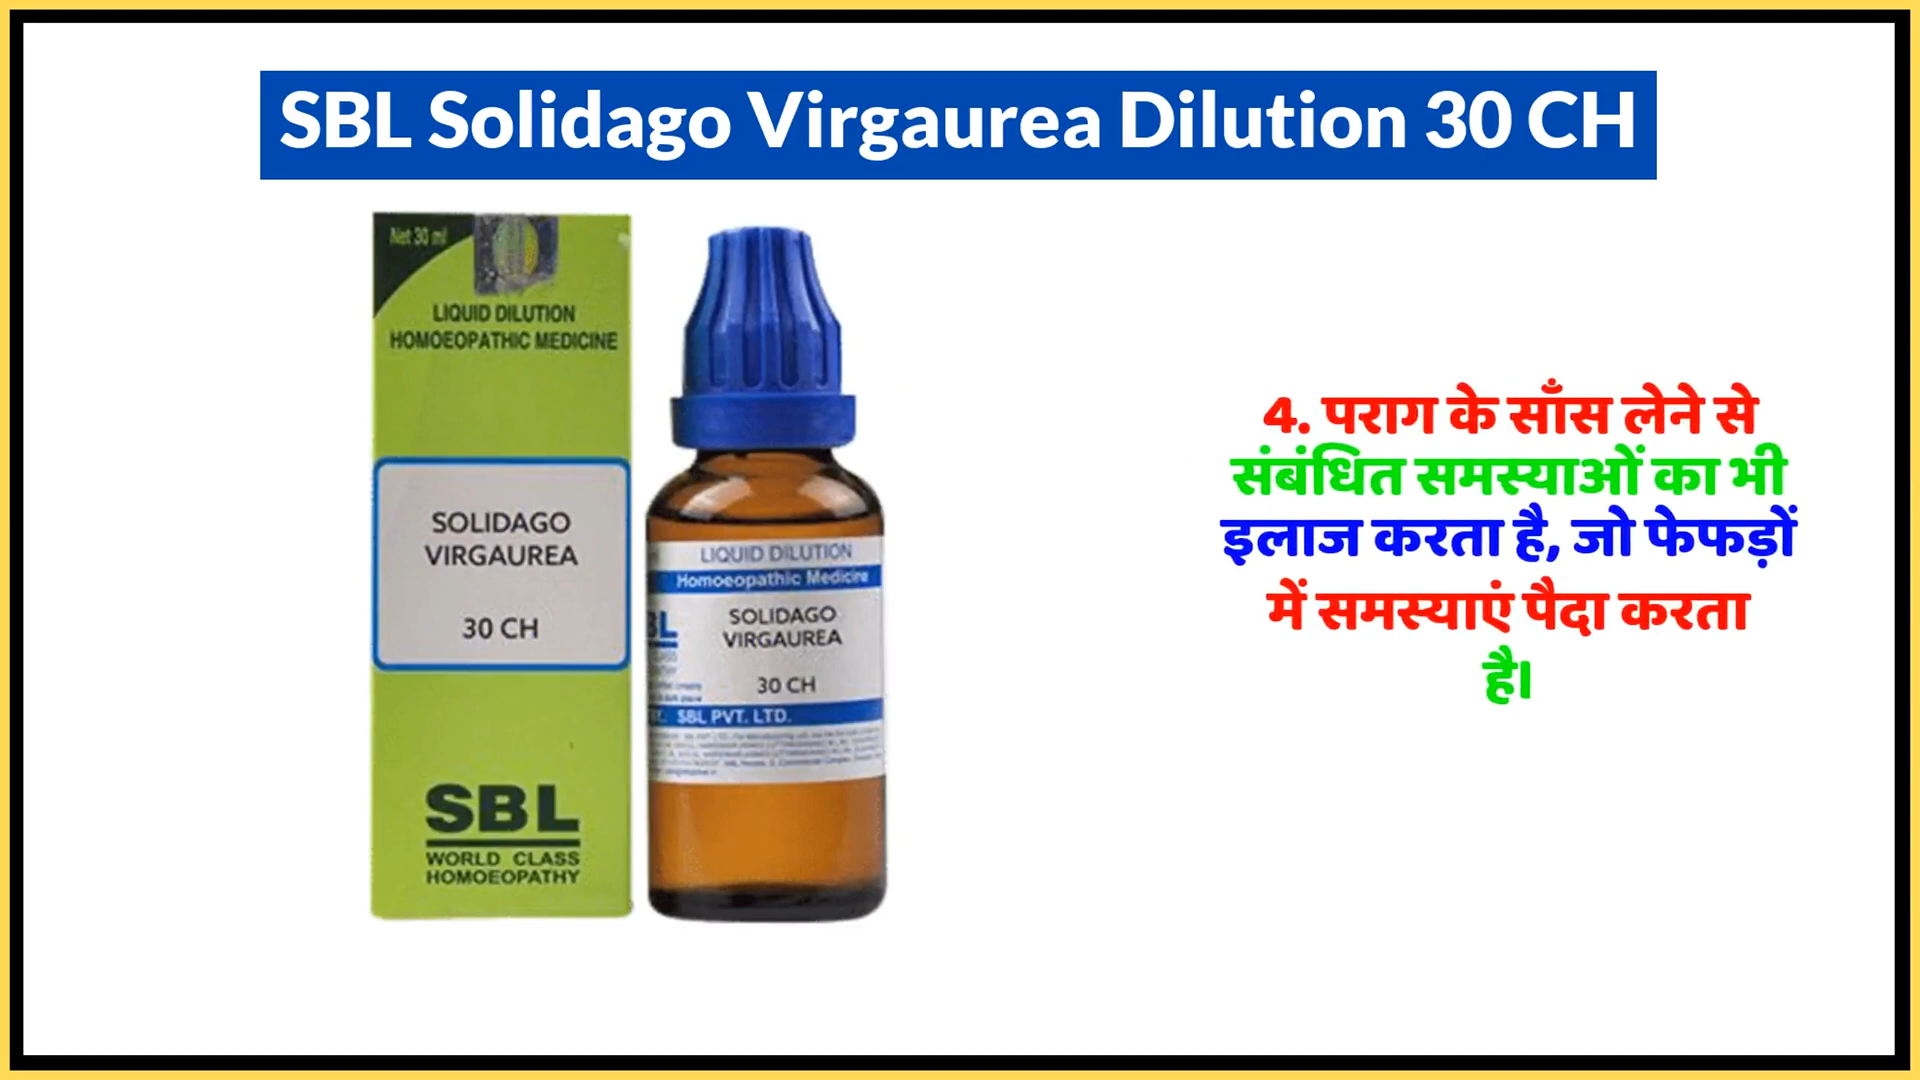 SBL Solidago Virgaurea Dilution 30 CH
Net 30 ml
LIQUID DILUTION
HOMOEOPATHIC MEDICINE
SOLIDAGO
VIRGAUREA
30 CH
SBL
WORLD CLASS
HOMOEOPATHY
LIQUID DILUTION
Homoeopathic Medicine
SOLIDAGO
VIRGAUREA
30 CH
SBL PVT. LTD.
4. पराग के साँस लेने से
संबंधित समस्याओं का भी
इलाज करता है, जो फेफड़ों
में समस्याएं पैदा करता
है।